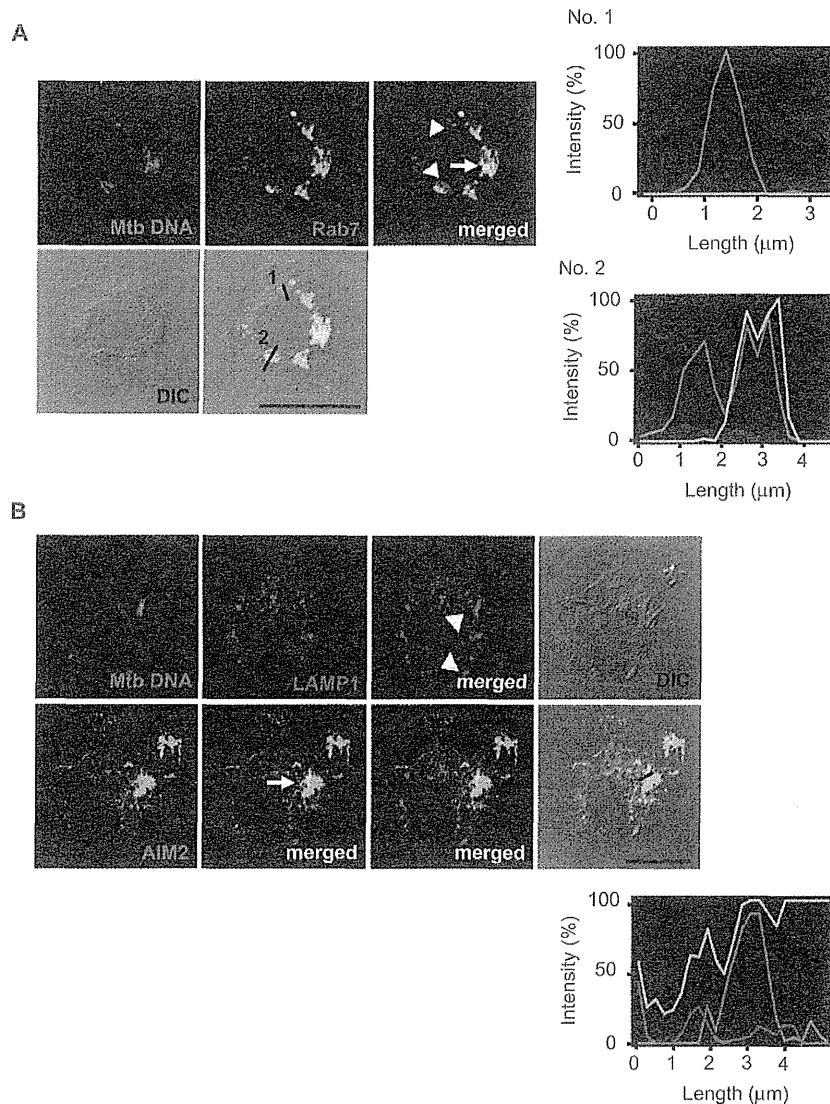 A
No. 1
Intensity (%)
100
50
0
0 1 2 3
Length (µm)
Mtb DNA
Rab7
merged
DIC
1
2
No. 2
Intensity (%)
100
50
0
0 1 2 3 4
Length (µm)
B
Mtb DNA
LAMP1
merged
DIC
AIM2
merged
merged
Intensity (%)
100
50
0
0 1 2 3 4
Length (µm)